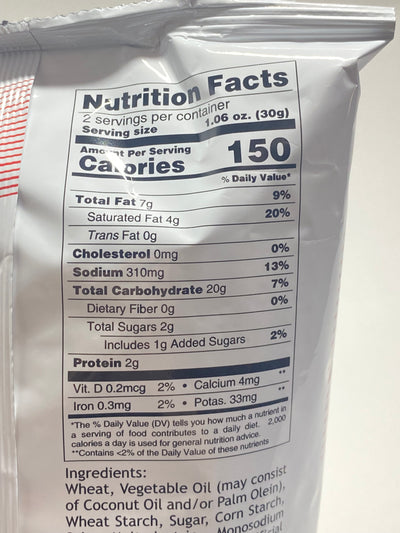 Nutrition Facts
2 servings per container
Serving size 1.06 oz. (30g)
Amount Per Serving
Calories 150
% Daily Value*
Total Fat 7g 9%
Saturated Fat 4g 20%
Trans Fat 0g
Cholesterol 0mg 0%
Sodium 310mg 13%
Total Carbohydrate 20g 7%
Dietary Fiber 0g 0%
Total Sugars 2g
Includes 1g Added Sugars 2%
Protein 2g
Vit. D 0.2mcg 2% • Calcium 4mg **
Iron 0.3mg 2% • Potas. 33mg **
*The % Daily Value (DV) tells you how much a nutrient in
a serving of food contributes to a daily diet. 2,000
calories a day is used for general nutrition advice.
**Contains <2% of the Daily Value of these nutrients
Ingredients:
Wheat, Vegetable Oil (may consist
of Coconut Oil and/or Palm Olein),
Wheat Starch, Sugar, Corn Starch,
Monosodium